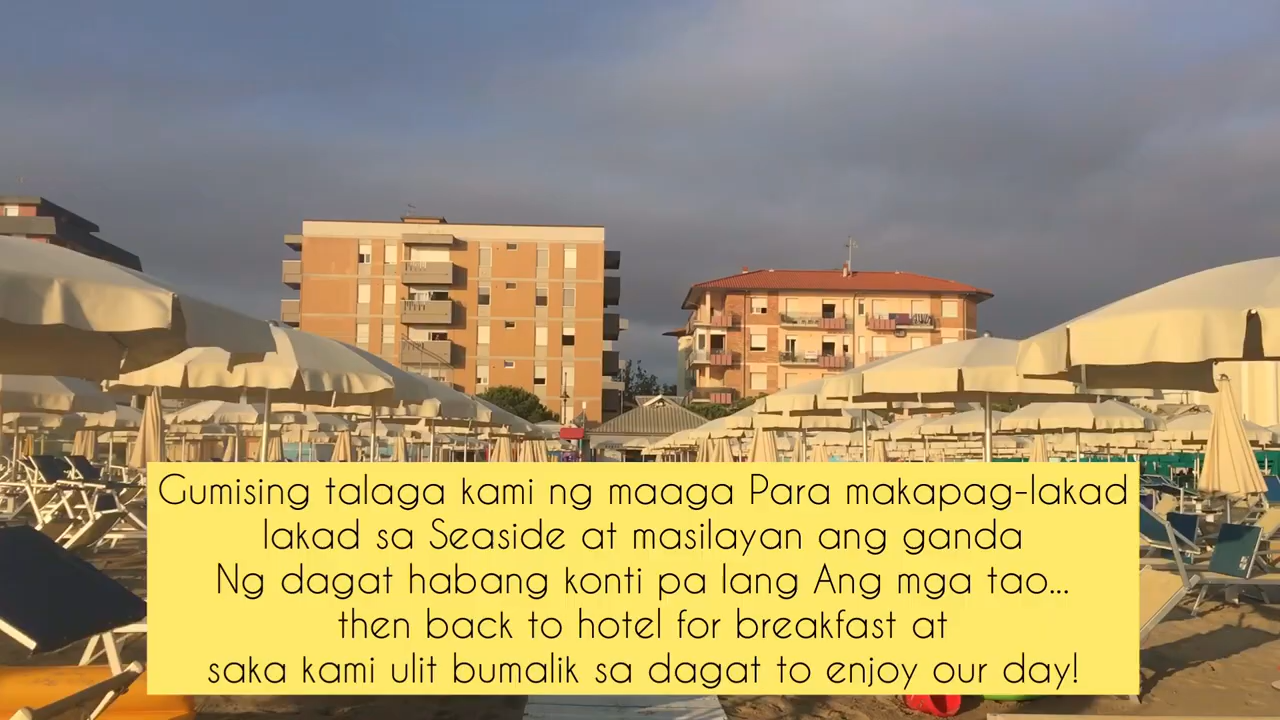 Gumising talaga kami ng maaga Para makapag-lakad
lakad sa Seaside at masilayan ang ganda
Ng dagat habang konti pa lang Ang mga tao...
then back to hotel for breakfast at
saka kami ulit bumalik sa dagat to enjoy our day!